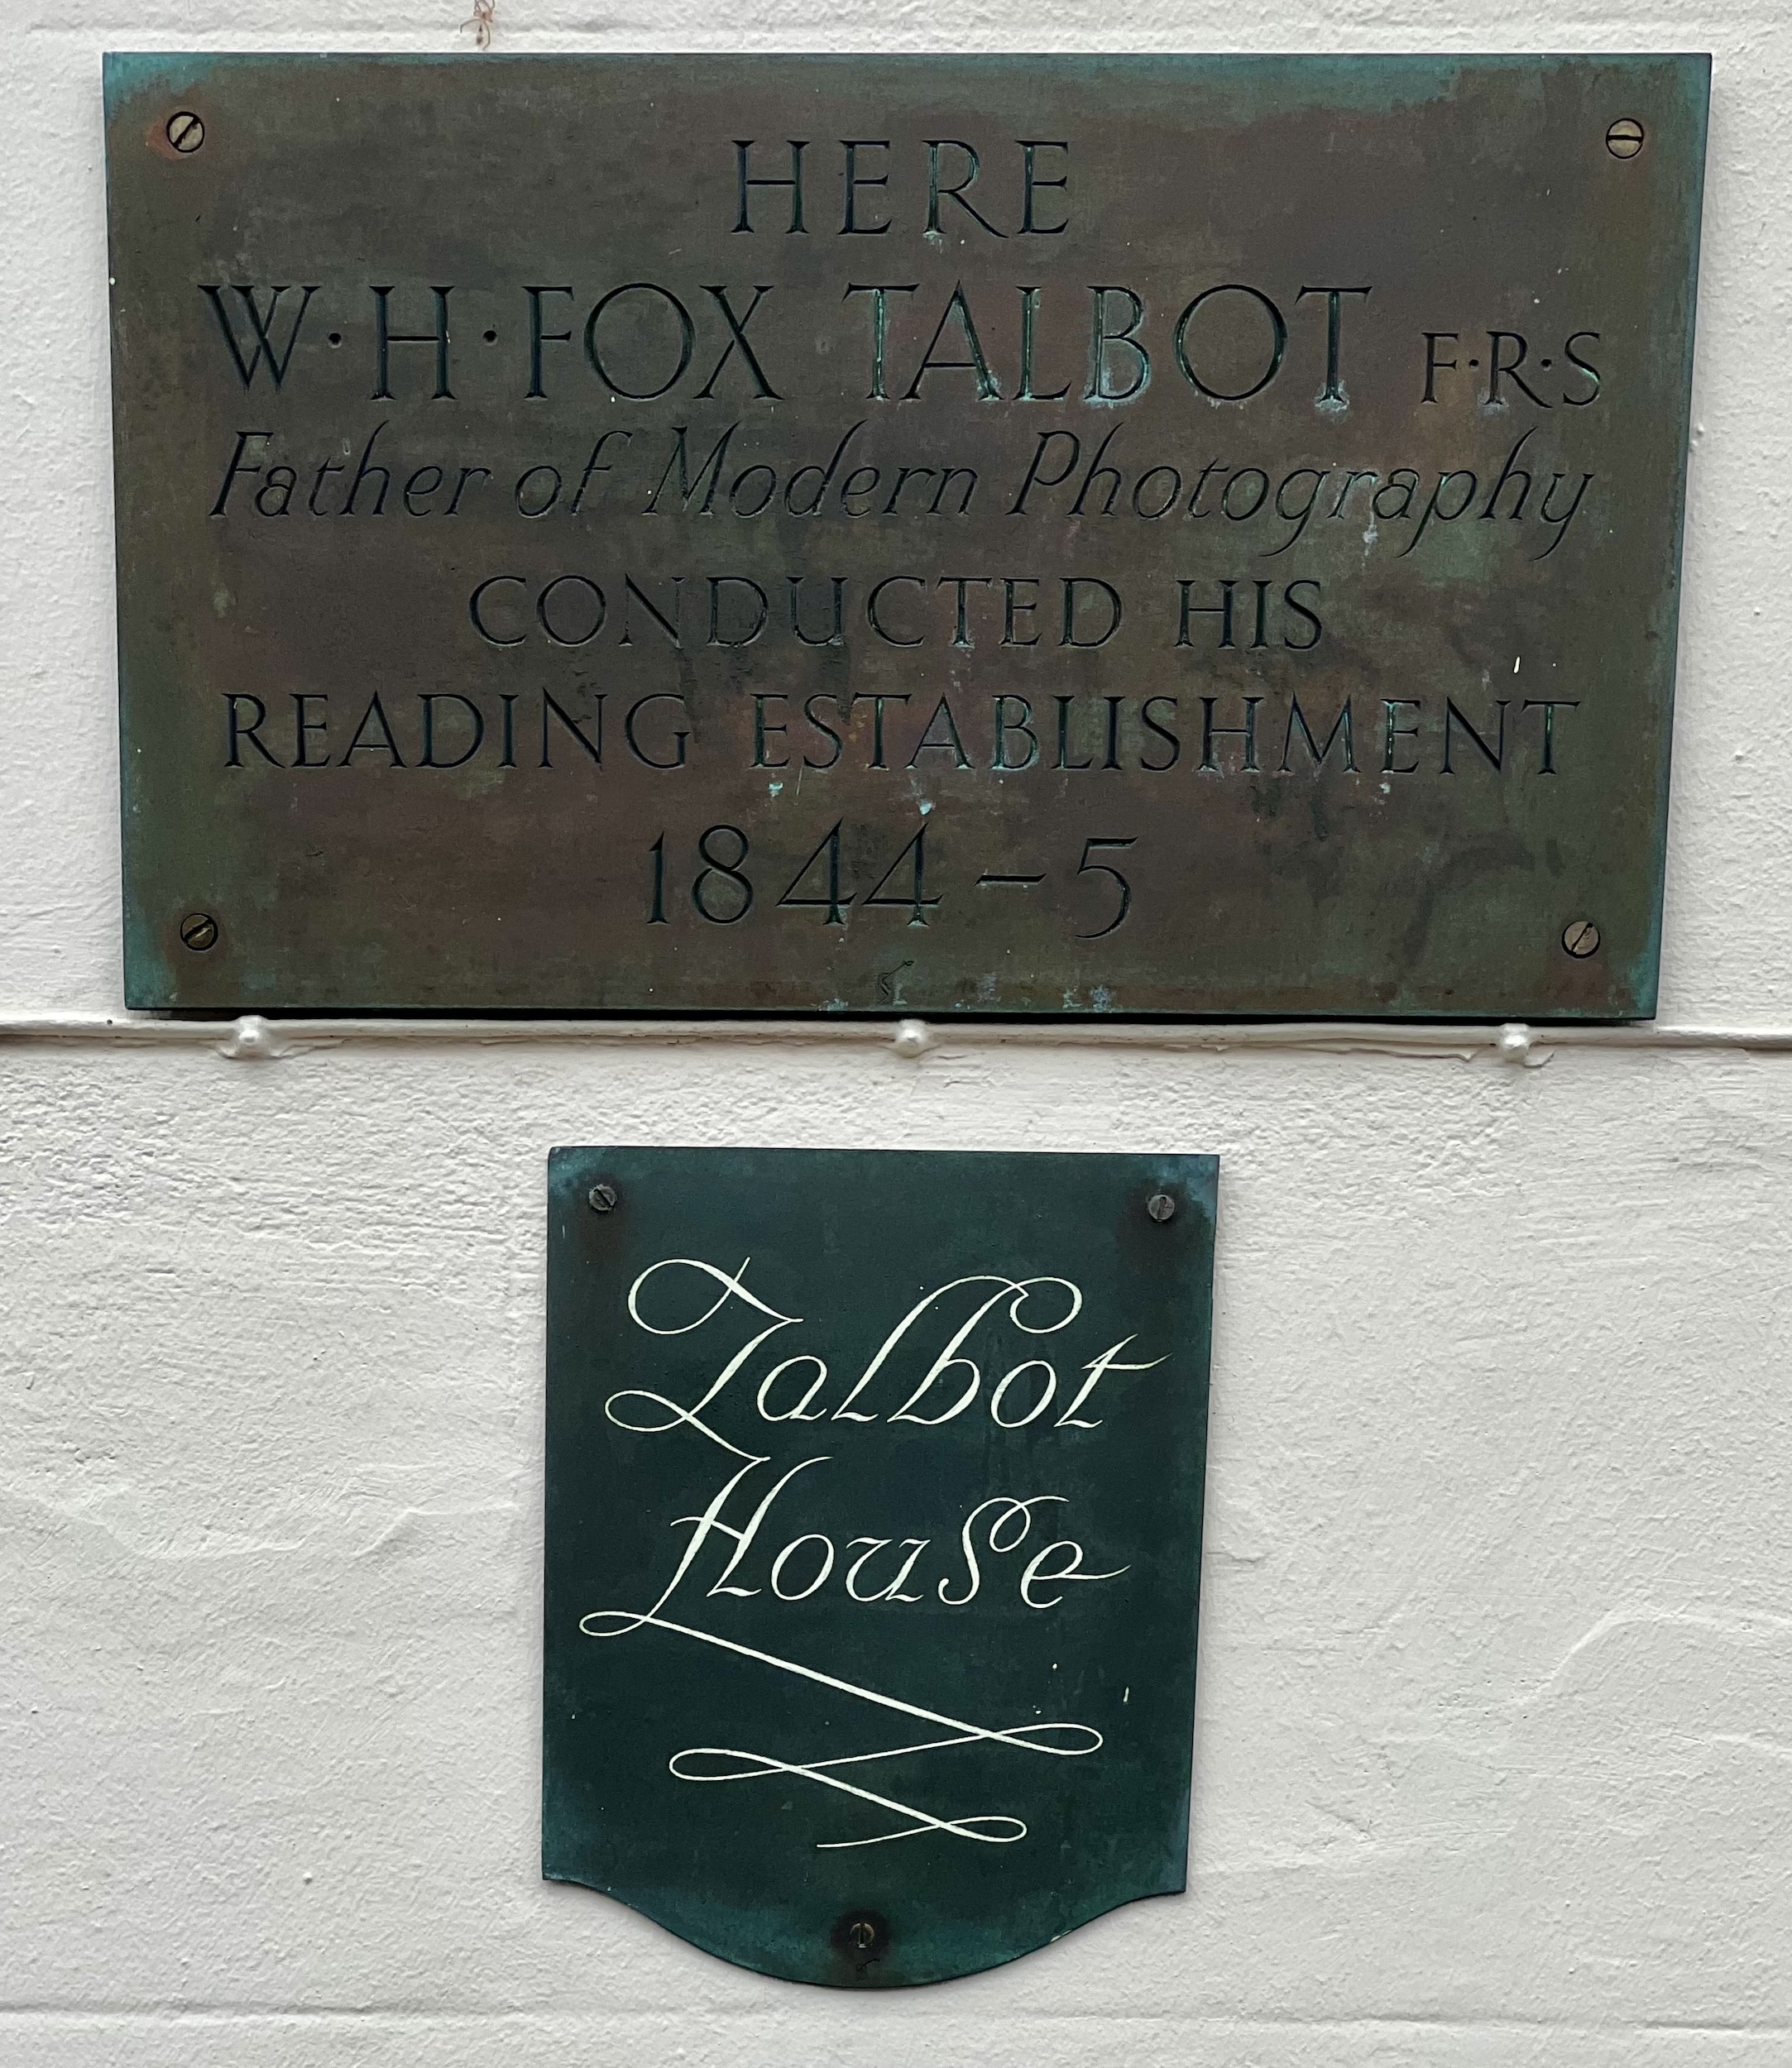 HERE
W·H·FOX TALBOT F·R·S
Father of Modern Photography
CONDUCTED HIS
READING ESTABLISHMENT
1844–5
Talbot
House